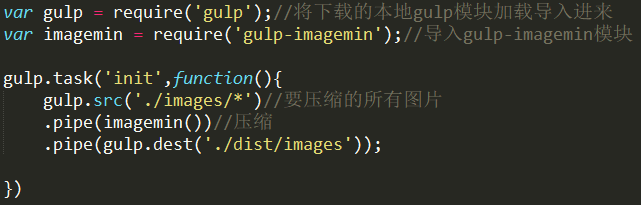 var gulp = require('gulp');//将下载的本地gulp模块加载导入进来
var imagemin = require('gulp-imagemin');//导入gulp-imagemin模块
gulp.task('init',function(){
gulp.src('./images/*')//要压缩的所有图片
.pipe(imagemin())//压缩
.pipe(gulp.dest('./dist/images'));
})